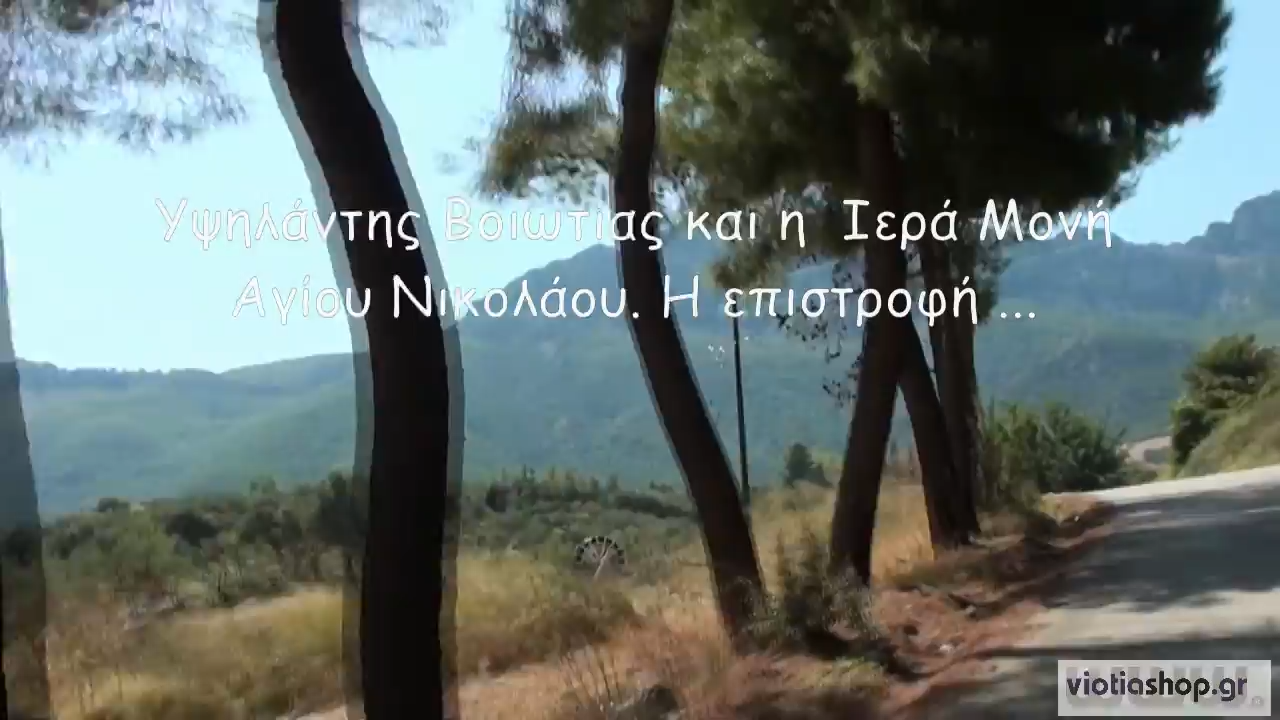 Υψηλάντης Βοιωτίας και η Ιερά Μονή
Αγίου Νικολάου. Η επιστροφή ...
viotiashop.gr